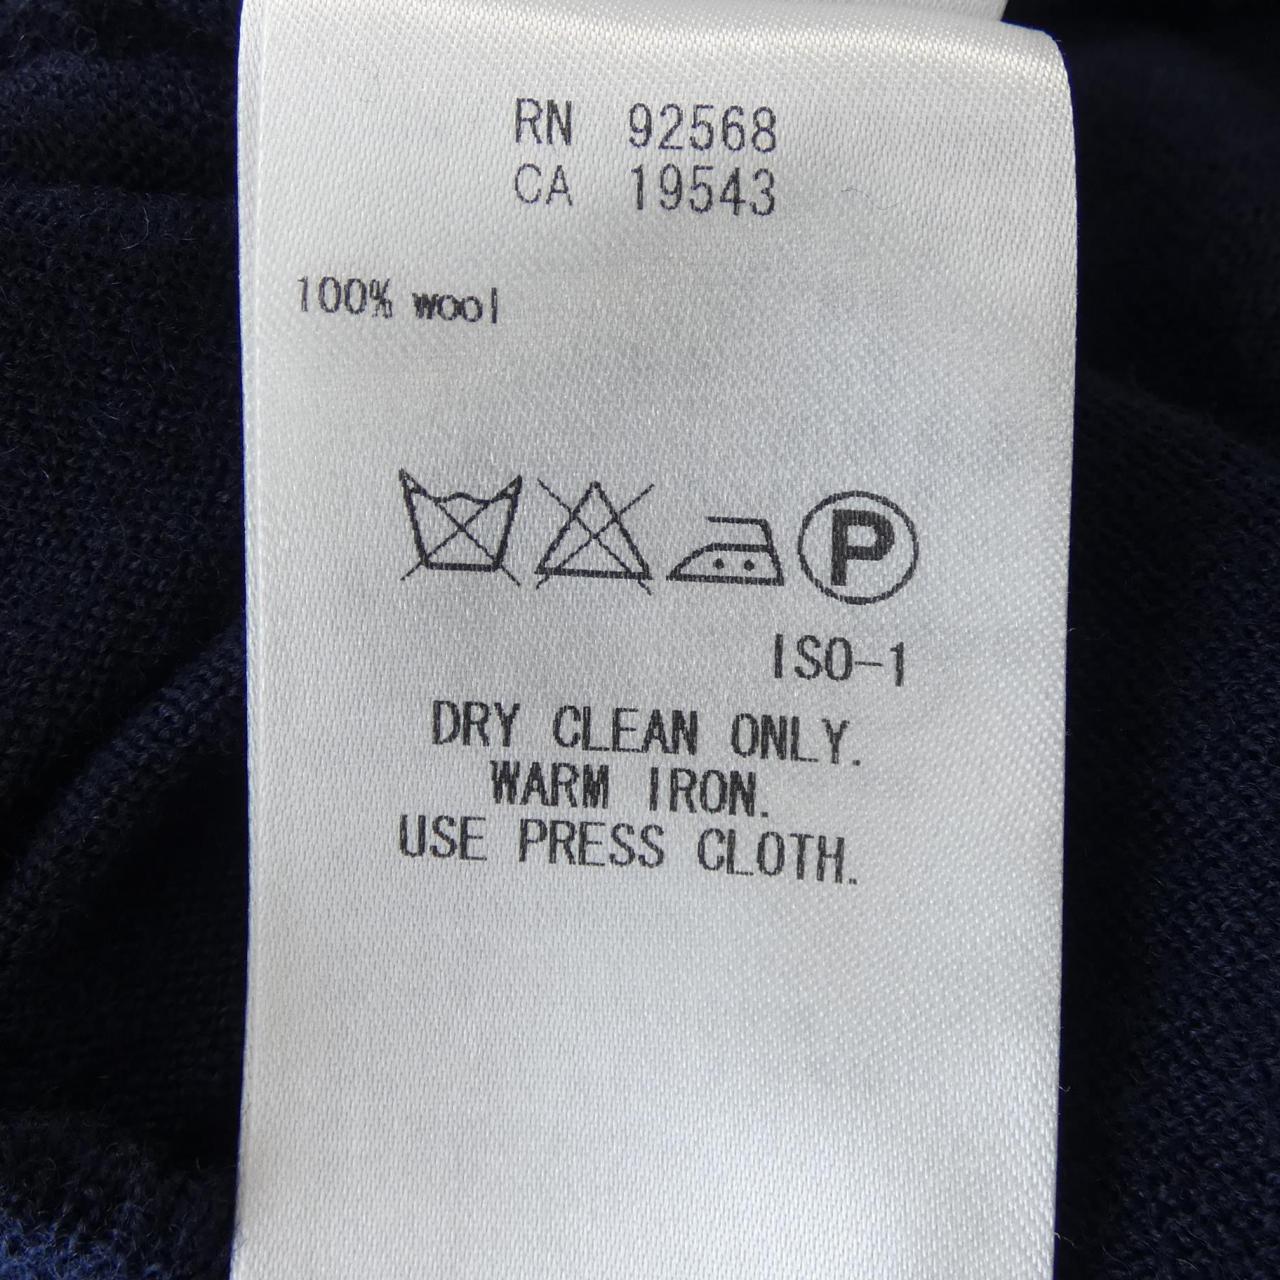 RN 92568
CA 19543
100% wool
P
ISO-1
DRY CLEAN ONLY.
WARM IRON.
USE PRESS CLOTH.